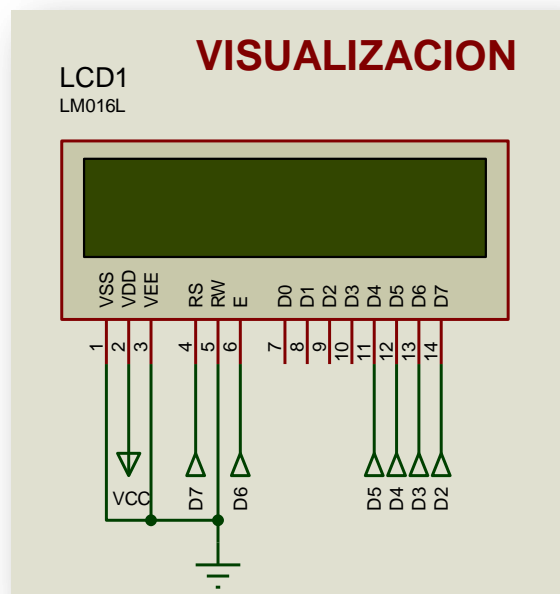 VISUALIZACION
LCD1
LM016L
VSS
VDD
VEE
RS
RW
E
D0
D1
D2
D3
D4
D5
D6
D7
1
2
3
4
5
6
7
8
9
10
11
12
13
14
VCC
D7
D6
D5
D4
D3
D2